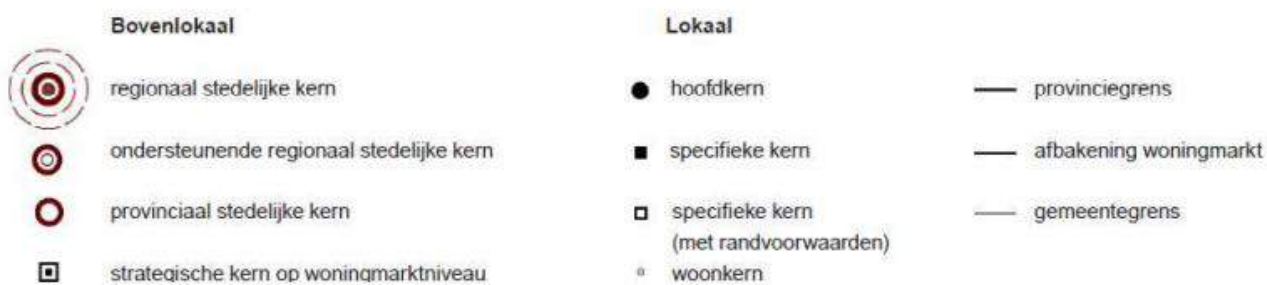 Bovenlokaal
regionaal stedelijke kern
ondersteunende regionaal stedelijke kern
provinciaal stedelijke kern
strategische kern op woningmarktniveau
Lokaal
hoofdkern
specifieke kern
specifieke kern
(met randvoorwaarden)
woonkern
provinciegrens
afbakening woningmarkt
gemeentegrens